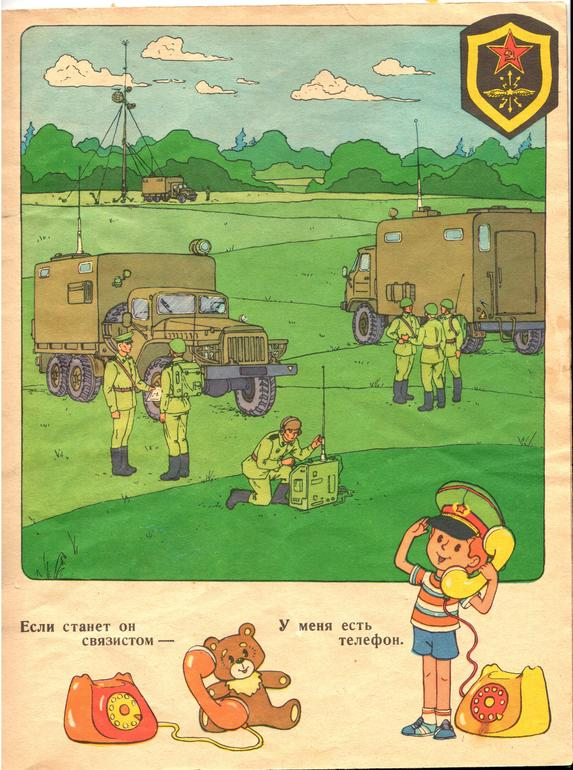 Если станет он
связистом —
У меня есть
телефон.